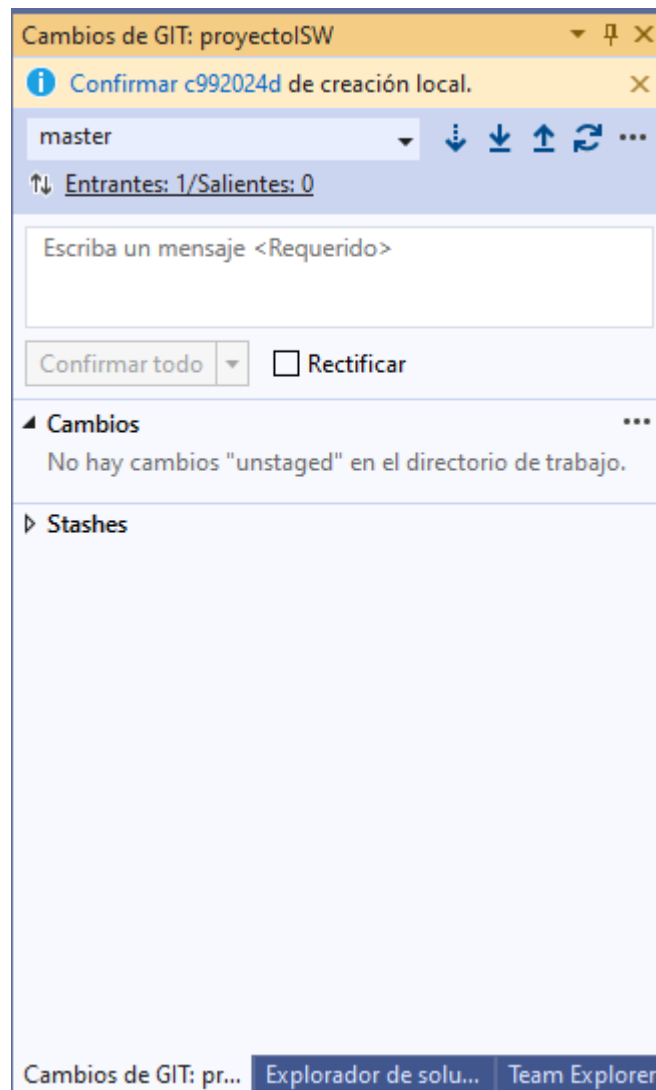 Cambios de GIT: proyectoISW
Confirmar c992024d de creación local.
master
Entrantes: 1/Salientes: 0
Escriba un mensaje <Requerido>
Confirmar todo
Rectificar
Cambios
No hay cambios "unstaged" en el directorio de trabajo.
Stashes
Cambios de GIT: pr... Explorador de solu... Team Explorer